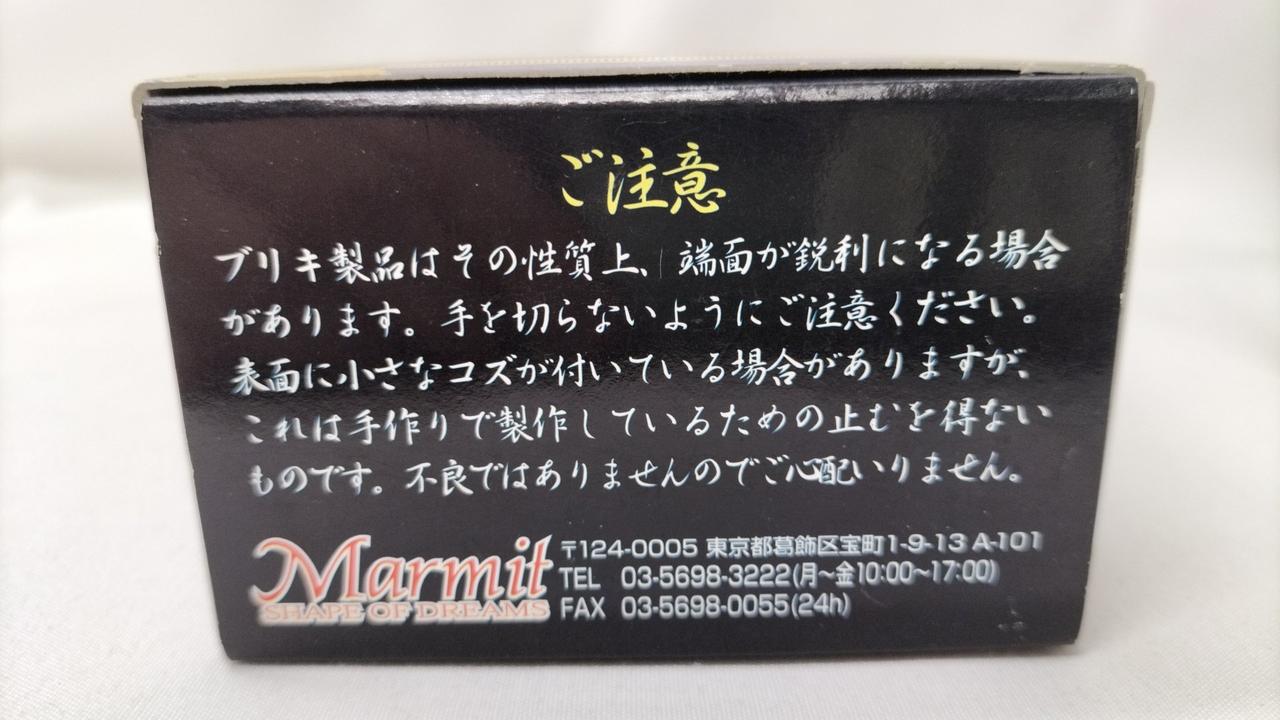 ご注意
ブリキ製品はその性質上、端面が鋭利になる場合
があります。手を切らないようにご注意ください。
表面に小さなコズが付いている場合がありますが、
これは手作りで製作しているための止むを得ない
ものです。不良ではありませんのでご心配いりません。
Marmit
SHAPE OF DREAMS
〒124-0005 東京都葛飾区宝町1-9-13 A-101
TEL 03-5698-3222(月~金10:00~17:00)
FAX 03-5698-0055(24h)